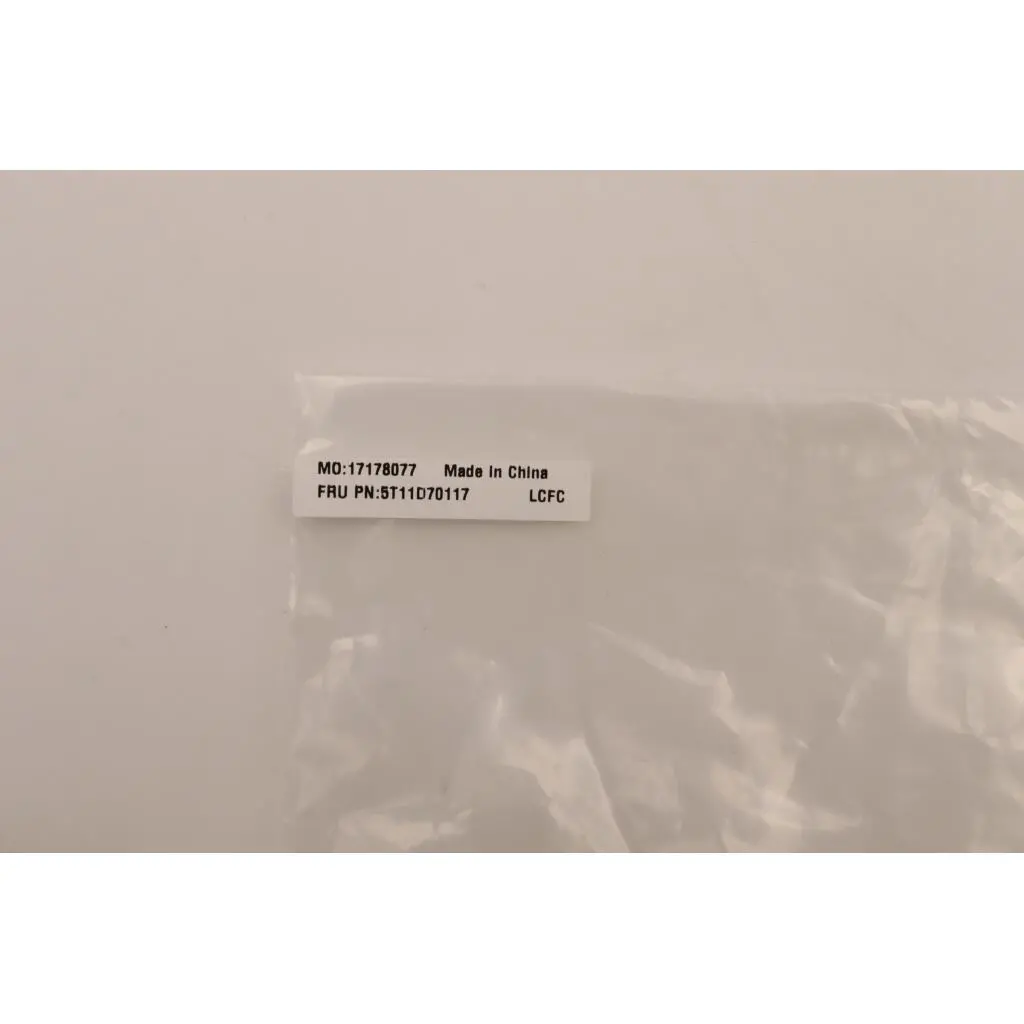 MO:17178077 Made In China
FRU PN:5T11D70117 LCFC